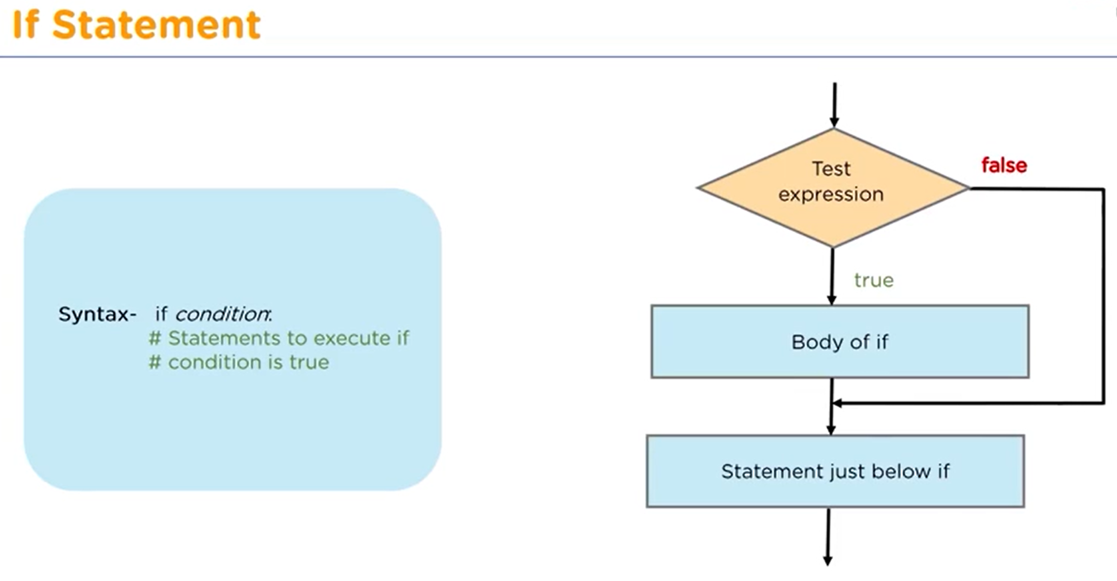 If Statement
Syntax- if condition:
# Statements to execute if
# condition is true
Test
expression
false
true
Body of if
Statement just below if